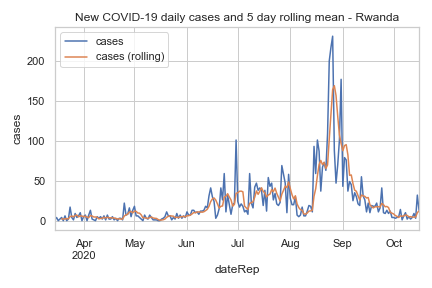 New COVID-19 daily cases and 5 day rolling mean - Rwanda
cases
cases (rolling)
200
150
100
50
0
cases
Apr May Jun Jul Aug Sep Oct
2020
dateRep